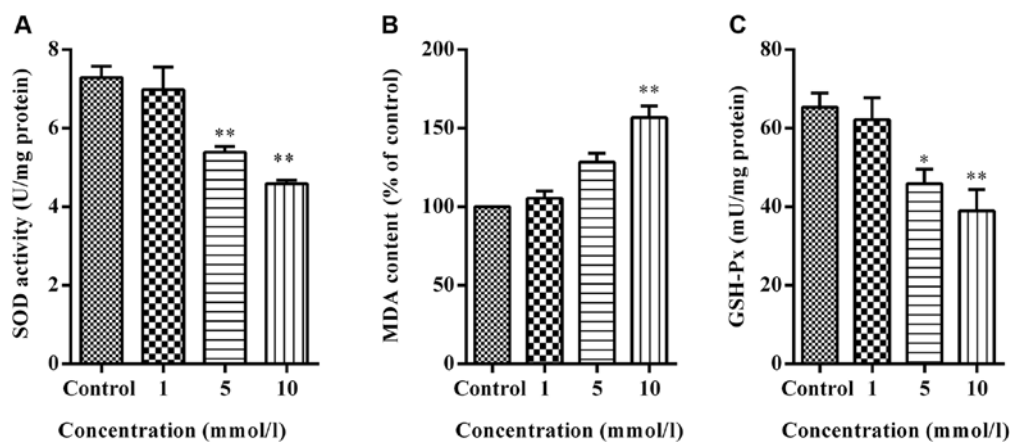 A
SOD activity (U/mg protein)
8
6
4
2
0
**
**
Control 1 5 10
Concentration (mmol/l)
B
MDA content (% of control)
200
150
100
50
0
**
Control 1 5 10
Concentration (mmol/l)
C
GSH-Px (mU/mg protein)
80
60
40
20
0
*
**
Control 1 5 10
Concentration (mmol/l)